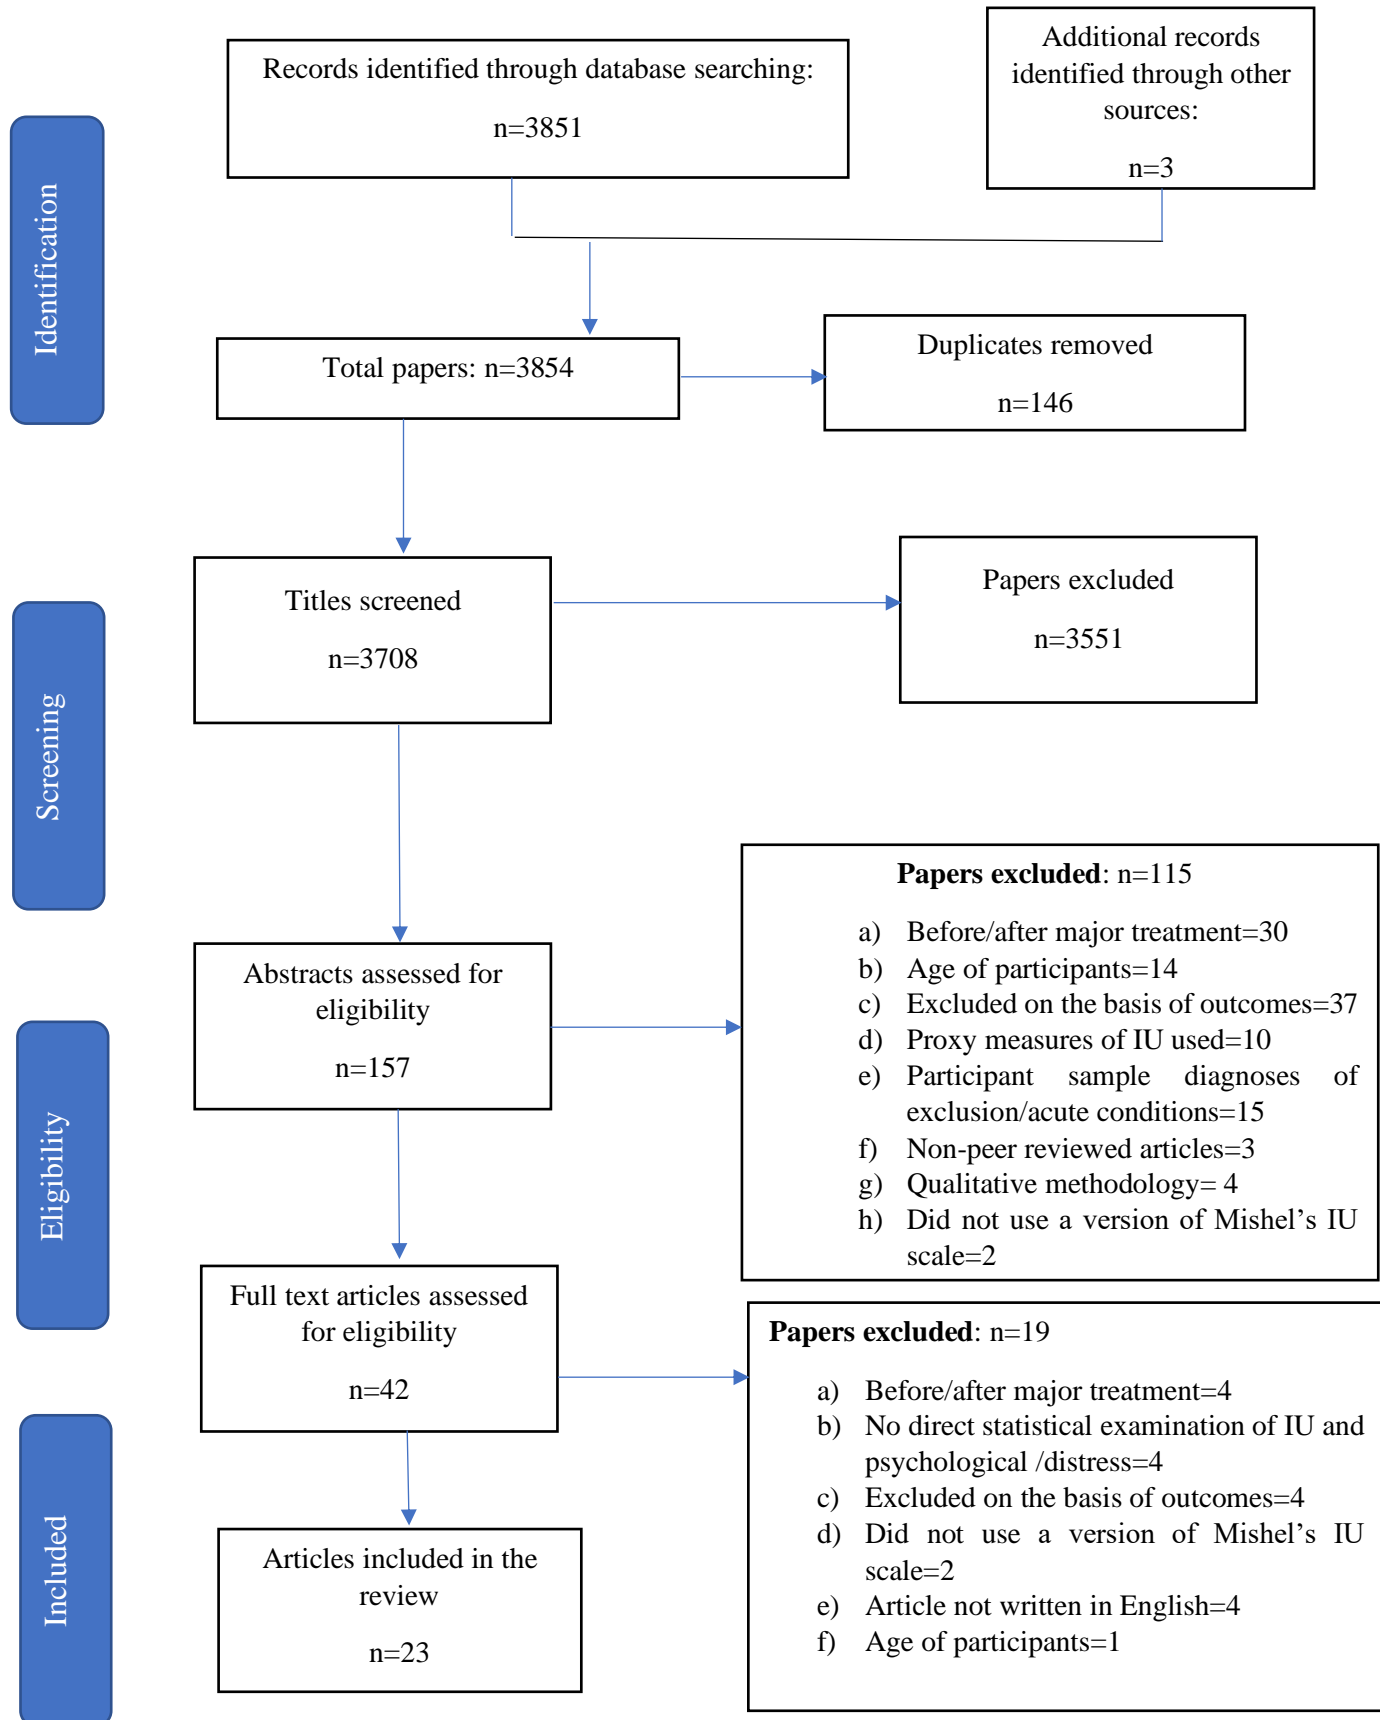 Records identified through database searching:
n=3851
Additional records
identified through other
sources:
n=3
Identification
Total papers: n=3854
Duplicates removed
n=146
Titles screened
n=3708
Papers excluded
n=3551
Screening
Abstracts assessed for
eligibility
n=157
Papers excluded: n=115
a) Before/after major treatment=30
b) Age of participants=14
c) Excluded on the basis of outcomes=37
d) Proxy measures of IU used=10
e) Participant sample diagnoses of
exclusion/acute conditions=15
f) Non-peer reviewed articles=3
g) Qualitative methodology= 4
h) Did not use a version of Mishel’s IU
scale=2
Eligibility
Full text articles assessed
for eligibility
n=42
Papers excluded: n=19
a) Before/after major treatment=4
b) No direct statistical examination of IU and
psychological /distress=4
c) Excluded on the basis of outcomes=4
d) Did not use a version of Mishel’s IU
scale=2
e) Article not written in English=4
f) Age of participants=1
Included
Articles included in the
review
n=23